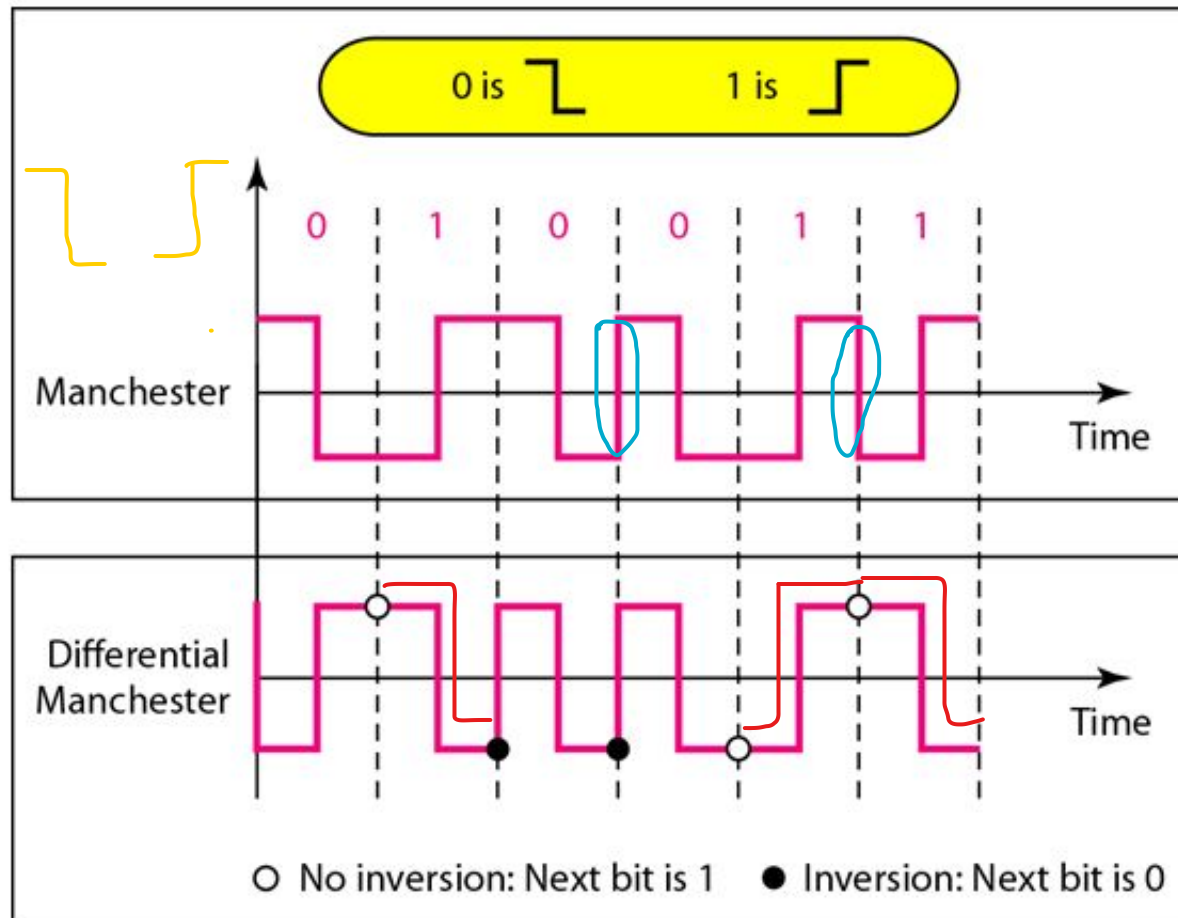 0 is 1 is
0 1 0 0 1 1
Manchester
Time
Differential
Manchester
Time
No inversion: Next bit is 1 Inversion: Next bit is 0